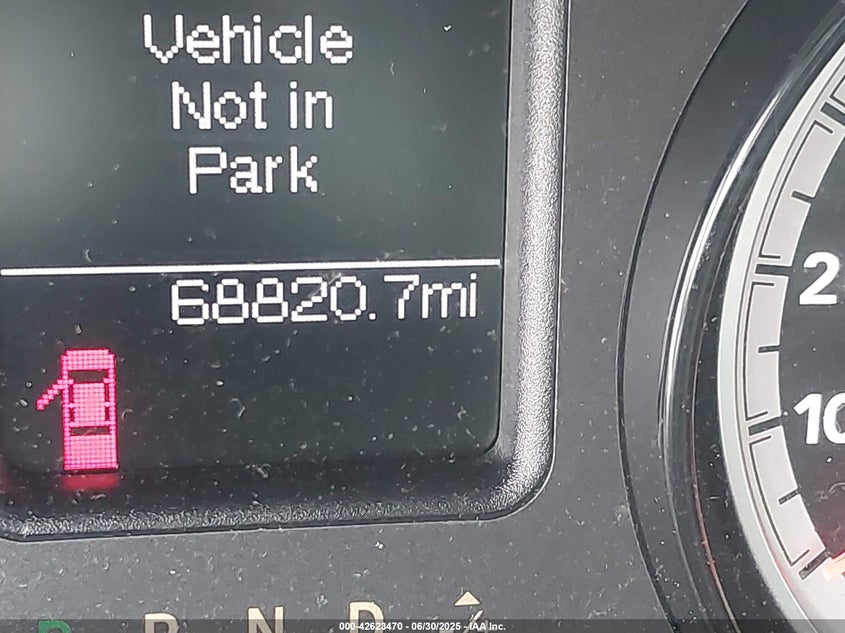 Vehicle
Not in
Park
68820.7mi
2
10
P R N D
000-42623470 - 06/30/2025 - IAA Inc.